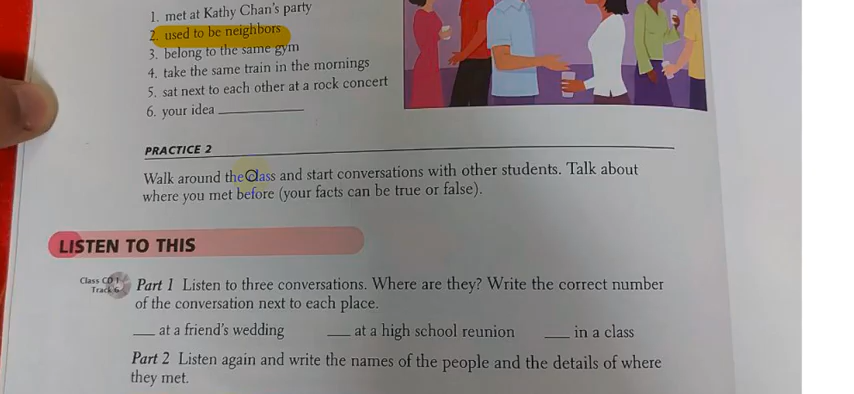 1. met at Kathy Chan's party
2. used to be neighbors
3. belong to the same gym
4. take the same train in the mornings
5. sat next to each other at a rock concert
6. your idea
PRACTICE 2
Walk around the class and start conversations with other students. Talk about
where you met before (your facts can be true or false).
LISTEN TO THIS
Class CD 1
Track 6
Part 1 Listen to three conversations. Where are they? Write the correct number
of the conversation next to each place.
___ at a friend's wedding ___ at a high school reunion ___ in a class
Part 2 Listen again and write the names of the people and the details of where
they met.